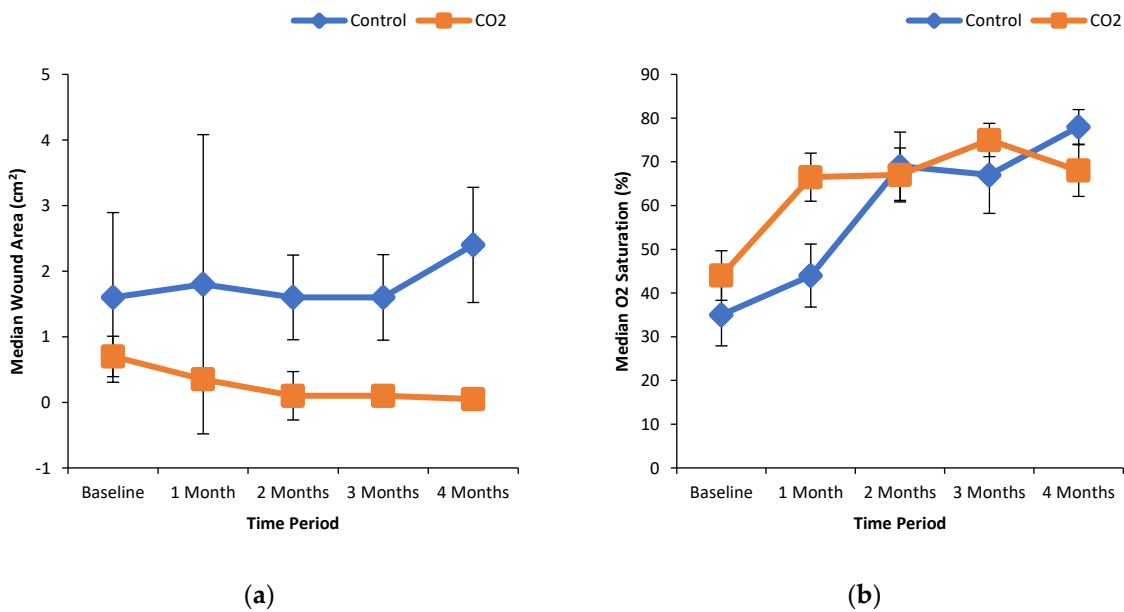 Control CO2
5
4
3
2
1
0
-1
Median Wound Area (cm²)
Baseline 1 Month 2 Months 3 Months 4 Months
Time Period
(a)
Control CO2
90
80
70
60
50
40
30
20
10
0
Median O2 Saturation (%)
Baseline 1 Month 2 Months 3 Months 4 Months
Time Period
(b)